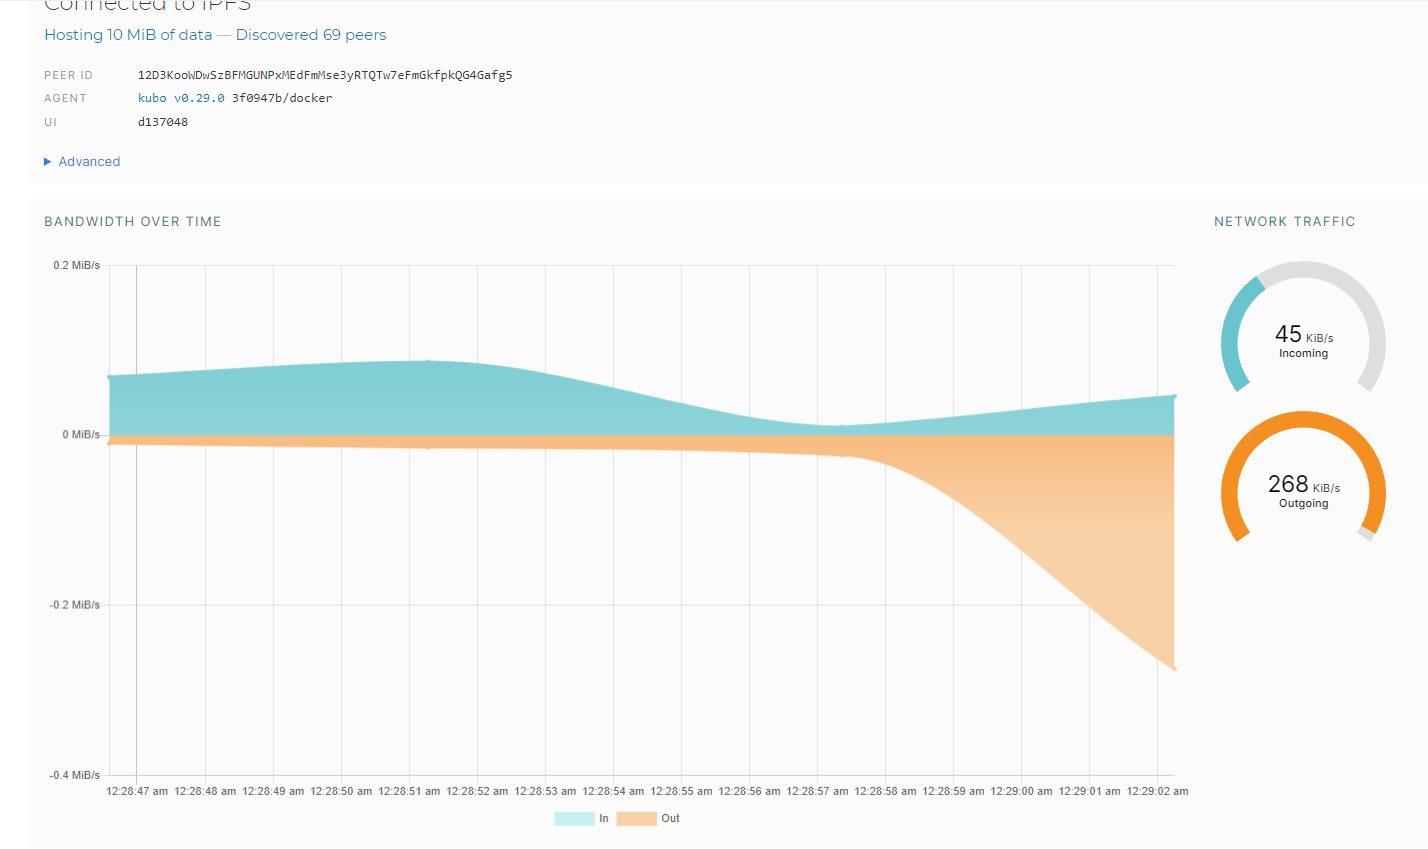 Connected to IPFS
Hosting 10 MiB of data — Discovered 69 peers
PEER ID 12D3KooWDwSzBFMGUNPxMEdFmMse3yRTQTw7eFmGkfpkQG4Gafg5
AGENT kubo v0.29.0 3f0947b/docker
UI d137048
Advanced
BANDWIDTH OVER TIME
0.2 MiB/s
0 MiB/s
-0.2 MiB/s
-0.4 MiB/s
12:28:47 am 12:28:48 am 12:28:49 am 12:28:50 am 12:28:51 am 12:28:52 am 12:28:53 am 12:28:54 am 12:28:55 am 12:28:56 am 12:28:57 am 12:28:58 am 12:28:59 am 12:29:00 am 12:29:01 am 12:29:02 am
In Out
NETWORK TRAFFIC
45 KiB/s
Incoming
268 KiB/s
Outgoing